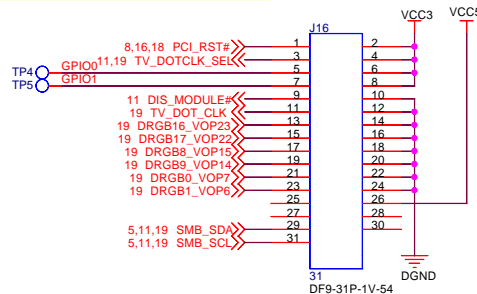 J16
VCC3
VCC5
8,16,18 PCI_RST# 1 2
11,19 TV_DOTCLK_SEL 3 4
TP4 GPIO0 5 6
TP5 GPIO1 7 8
11 DIS_MODULE# 9 10
19 TV_DOT_CLK 11 12
19 DRGB16_VOP23 13 14
19 DRGB17_VOP22 15 16
19 DRGB8_VOP15 17 18
19 DRGB9_VOP14 19 20
19 DRGB0_VOP7 21 22
19 DRGB1_VOP6 23 24
25 26
27 28
5,11,19 SMB_SDA 29 30
5,11,19 SMB_SCL 31
31
DF9-31P-1V-54
DGND